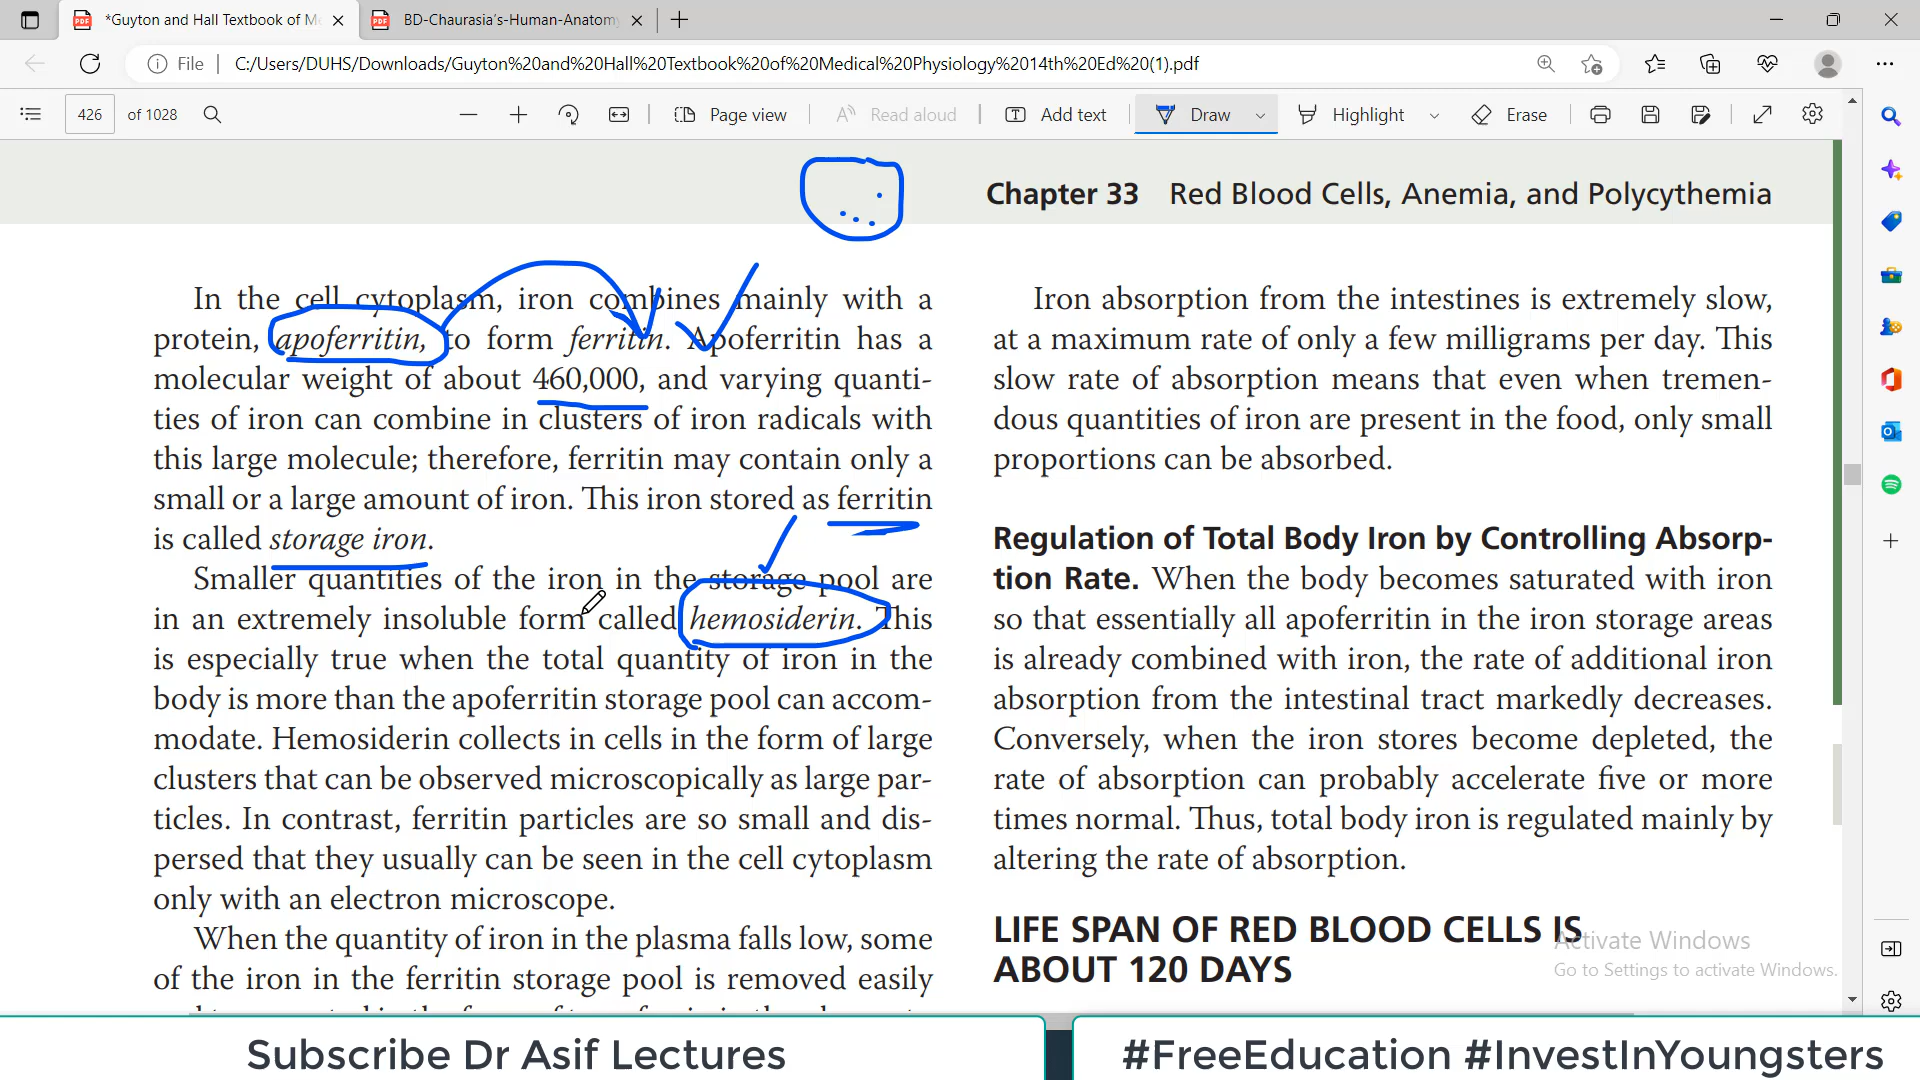 *Guyton and Hall Textbook of M
BD-Chaurasia's-Human-Anatomy
File
C:/Users/DUHS/Downloads/Guyton%20and%20Hall%20Textbook%20of%20Medical%20Physiology%2014th%20Ed%20(1).pdf
426 of 1028
Page view
Read aloud
Add text
Draw
Highlight
Erase
Chapter 33 Red Blood Cells, Anemia, and Polycythemia
In the cell cytoplasm, iron combines mainly with a
protein, apoferritin, to form ferritin. Apoferritin has a
molecular weight of about 460,000, and varying quanti-
ties of iron can combine in clusters of iron radicals with
this large molecule; therefore, ferritin may contain only a
small or a large amount of iron. This iron stored as ferritin
is called storage iron.
Smaller quantities of the iron in the storage pool are
in an extremely insoluble form called hemosiderin. This
is especially true when the total quantity of iron in the
body is more than the apoferritin storage pool can accom-
modate. Hemosiderin collects in cells in the form of large
clusters that can be observed microscopically as large par-
ticles. In contrast, ferritin particles are so small and dis-
persed that they usually can be seen in the cell cytoplasm
only with an electron microscope.
When the quantity of iron in the plasma falls low, some
of the iron in the ferritin storage pool is removed easily
Iron absorption from the intestines is extremely slow,
at a maximum rate of only a few milligrams per day. This
slow rate of absorption means that even when tremen-
dous quantities of iron are present in the food, only small
proportions can be absorbed.
Regulation of Total Body Iron by Controlling Absorp-
tion Rate. When the body becomes saturated with iron
so that essentially all apoferritin in the iron storage areas
is already combined with iron, the rate of additional iron
absorption from the intestinal tract markedly decreases.
Conversely, when the iron stores become depleted, the
rate of absorption can probably accelerate five or more
times normal. Thus, total body iron is regulated mainly by
altering the rate of absorption.
LIFE SPAN OF RED BLOOD CELLS IS
ABOUT 120 DAYS
Activate Windows
Go to Settings to activate Windows.
Subscribe Dr Asif Lectures
#FreeEducation #InvestInYoungsters